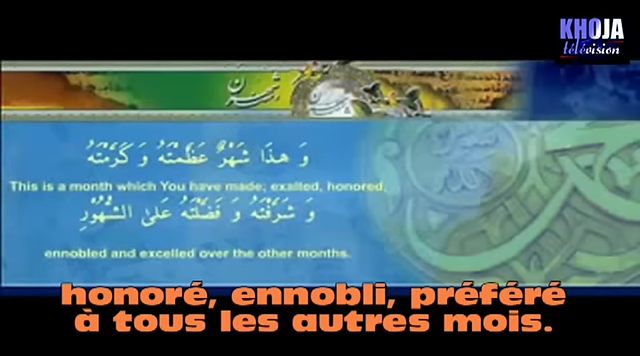 KHOJA
télévision
وَ هٰذَا شَهْرٌ عَظَّمْتَهُ وَ كَرَّمْتَهُ
This is a month which You have made; exalted, honored,
وَ شَرَّفْتَهُ وَ فَضَّلْتَهُ عَلَى الشُّهُورِ
ennobled and excelled over the other months.
honoré, ennobli, préféré
à tous les autres mois.